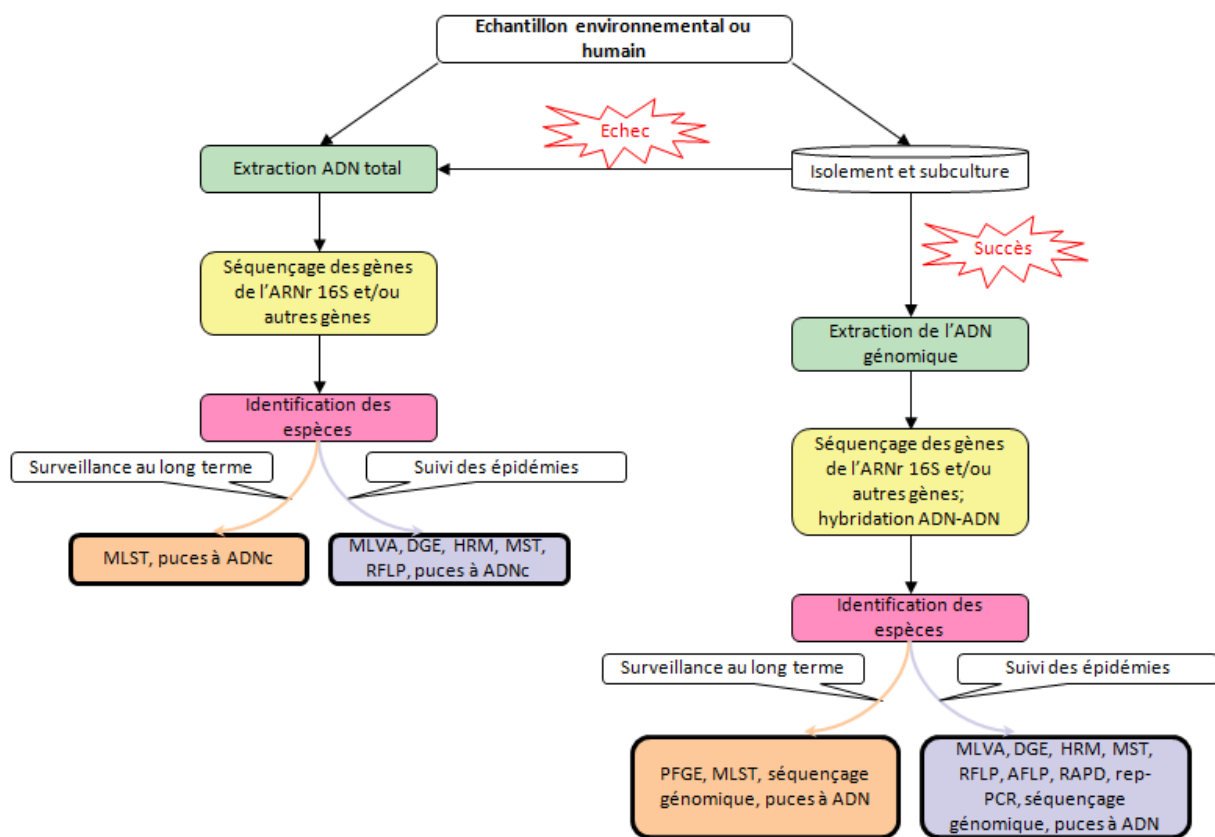 Echantillon environnemental ou
humain
Echec
Extraction ADN total
Isolement et subculture
Succès
Séquençage des gènes
de l'ARNr 16S et/ou
autres gènes
Extraction de l'ADN
génomique
Identification des
espèces
Séquençage des gènes
de l'ARNr 16S et/ou
autres gènes;
hybridation ADN-ADN
Surveillance au long terme
Suivi des épidémies
MLST, puces à ADNc
MLVA, DGE, HRM, MST,
RFLP, puces à ADNc
Identification des
espèces
Surveillance au long terme
Suivi des épidémies
PFGE, MLST, séquençage
génomique, puces à ADN
MLVA, DGE, HRM, MST,
RFLP, AFLP, RAPD, rep-
PCR, séquençage
génomique, puces à ADN